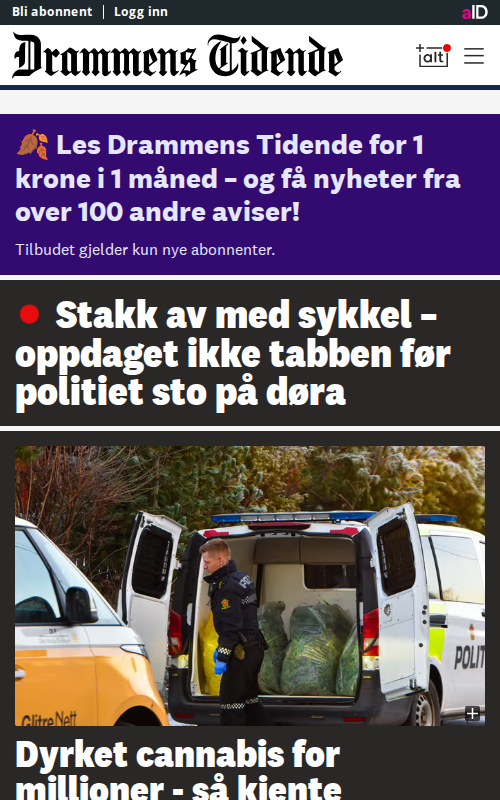 Bli abonnent | Logg inn
aID
Drammens Tidende
+alt
🍂 Les Drammens Tidende for 1
krone i 1 måned – og få nyheter fra
over 100 andre aviser!
Tilbudet gjelder kun nye abonnenter.
Stakk av med sykkel –
oppdaget ikke tabben før
politiet sto på døra
POLIT
Glitre Nett
Dyrket cannabis for
millioner - så kjente